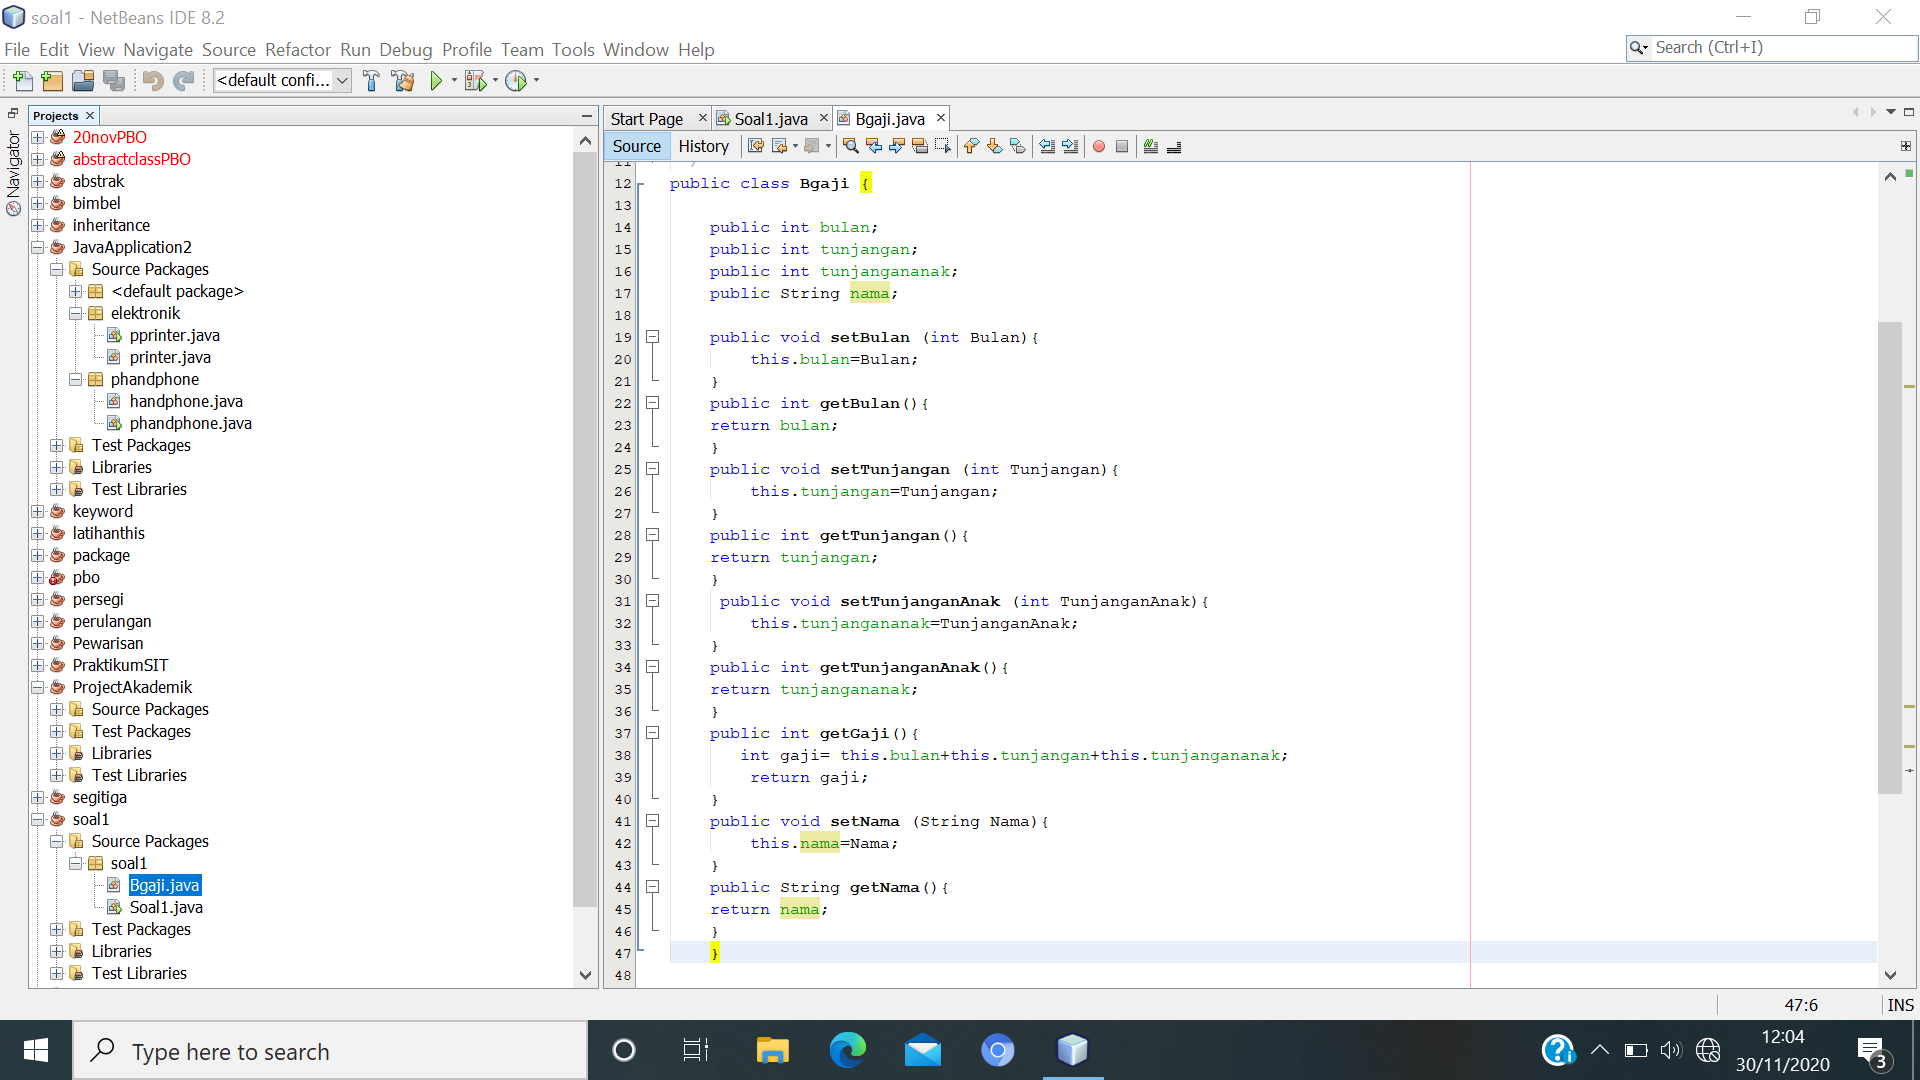 soal1 - NetBeans IDE 8.2
File Edit View Navigate Source Refactor Run Debug Profile Team Tools Window Help
Search (Ctrl+I)
<default confi...
Navigator
Projects
20novPBO
abstractclassPBO
abstrak
bimbel
inheritance
JavaApplication2
Source Packages
<default package>
elektronik
pprinter.java
printer.java
phandphone
handphone.java
phandphone.java
Test Packages
Libraries
Test Libraries
keyword
latihanthis
package
pbo
persegi
perulangan
Pewarisan
PraktikumSIT
ProjectAkademik
Source Packages
Test Packages
Libraries
Test Libraries
segitiga
soal1
Source Packages
soal1
Bgaji.java
Soal1.java
Test Packages
Libraries
Test Libraries
Start Page Soal1.java Bgaji.java
Source History
11 /
12 public class Bgaji {
13
14 public int bulan;
15 public int tunjangan;
16 public int tunjangananak;
17 public String nama;
18
19 public void setBulan (int Bulan){
20 this.bulan=Bulan;
21 }
22 public int getBulan(){
23 return bulan;
24 }
25 public void setTunjangan (int Tunjangan){
26 this.tunjangan=Tunjangan;
27 }
28 public int getTunjangan(){
29 return tunjangan;
30 }
31 public void setTunjanganAnak (int TunjanganAnak){
32 this.tunjangananak=TunjanganAnak;
33 }
34 public int getTunjanganAnak(){
35 return tunjangananak;
36 }
37 public int getGaji(){
38 int gaji= this.bulan+this.tunjangan+this.tunjangananak;
39 return gaji;
40 }
41 public void setNama (String Nama){
42 this.nama=Nama;
43 }
44 public String getNama(){
45 return nama;
46 }
47 }
48
47:6 INS
Type here to search
12:04
30/11/2020
3